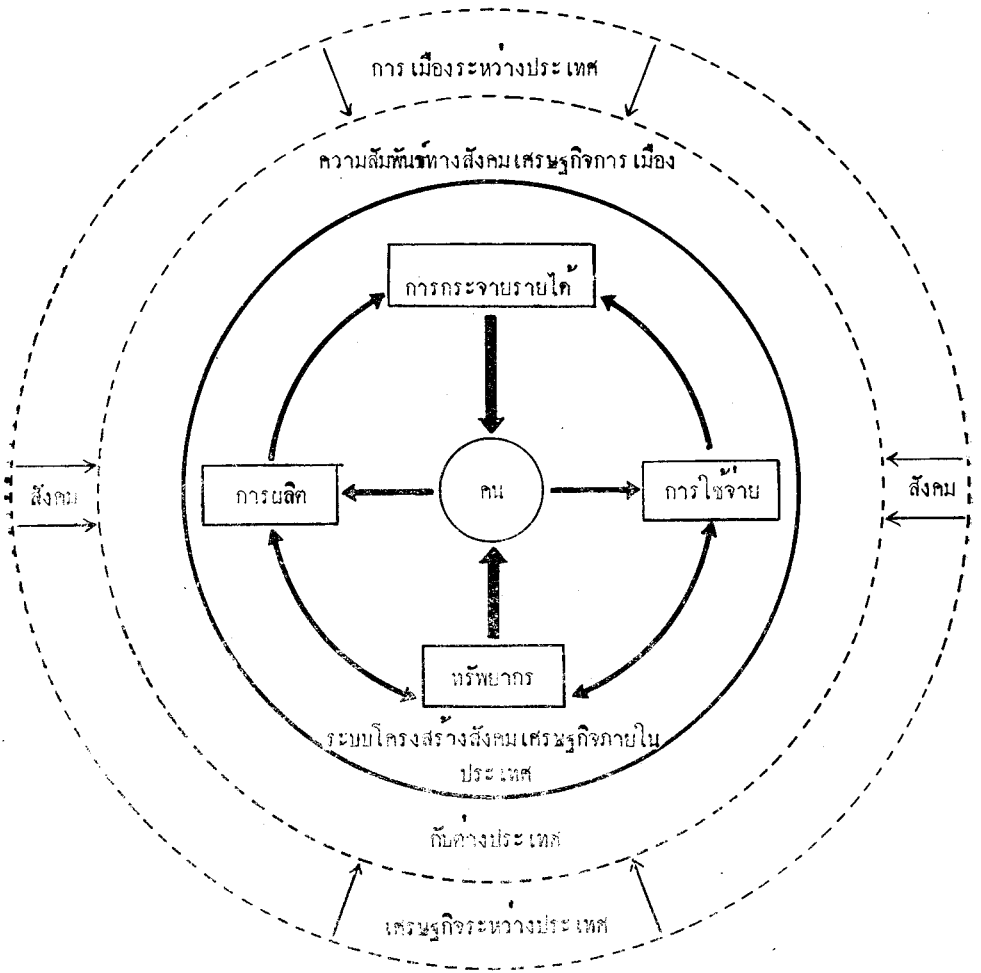 การเมืองระหว่างประเทศ
ความสัมพันธ์ทางสังคมเศรษฐกิจการเมือง
การกระจายรายได้
สังคม
การผลิต
คน
การใช้จ่าย
สังคม
ทรัพยากร
ระบบโครงสร้างสังคมเศรษฐกิจภายใน
ประเทศ
กับต่างประเทศ
เศรษฐกิจระหว่างประเทศ